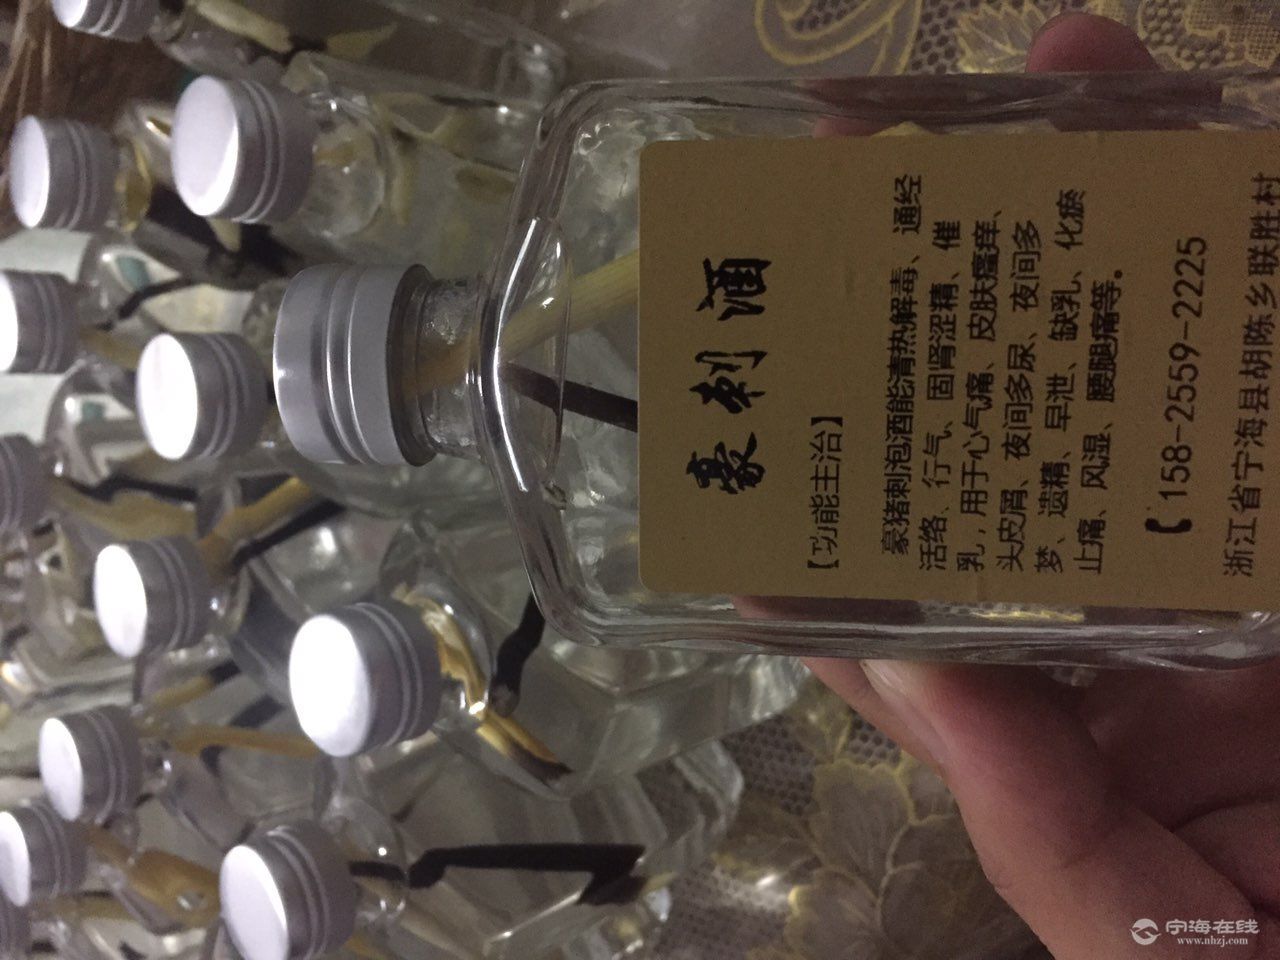 豪刺酒
【功能主治】
豪猪刺泡酒能清热解毒、通经
活络、行气、固肾涩精、催
乳，用于心气痛、皮肤瘙痒、
头皮屑、夜间多尿、夜间多
梦、遗精、早泄、缺乳、化瘀
止痛、风湿、腰腿痛等。
158-2559-2225
浙江省宁海县胡陈乡联胜村
宁海在线
www.nhzj.com